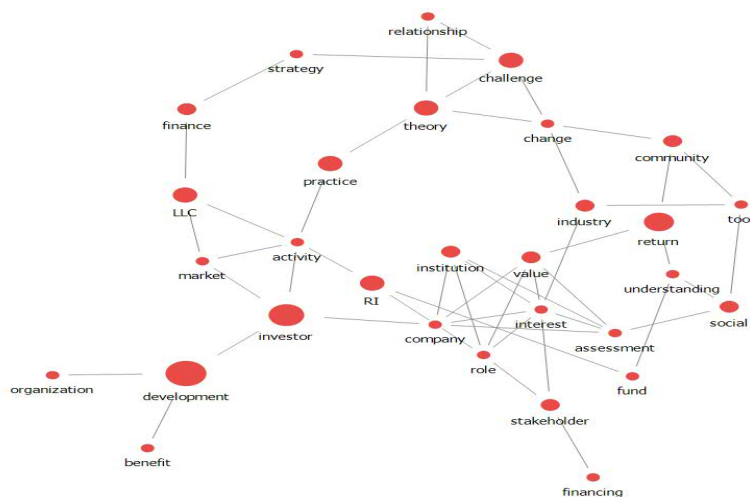 relationship
strategy
challenge
finance
theory
change
community
practice
LLC
industry
too
return
activity
market
institution
value
understanding
RI
investor
company
interest
social
assessment
role
fund
organization
development
stakeholder
benefit
financing